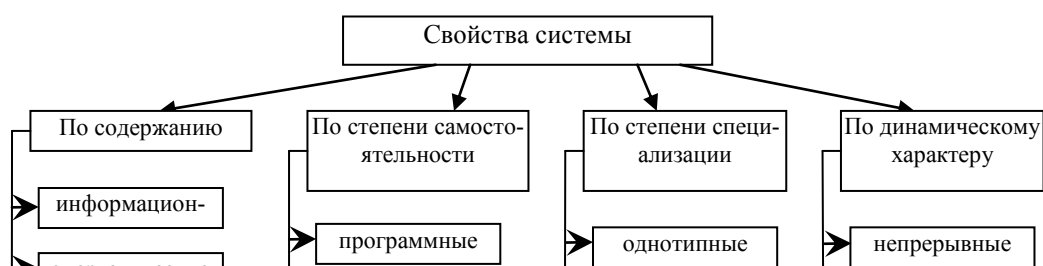 Свойства системы
По содержанию
По степени самосто-
ятельности
По степени специ-
ализации
По динамическому
характеру
информацион-
программные
однотипные
непрерывные